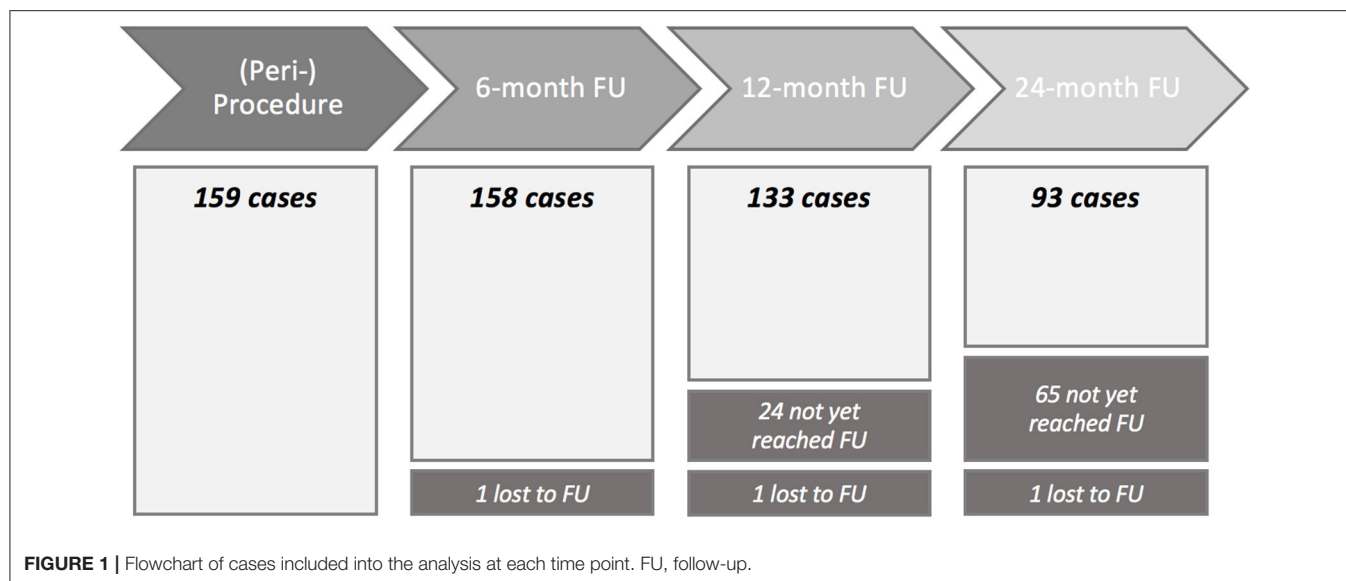 (Peri-)
Procedure
6-month FU
12-month FU
24-month FU
159 cases
158 cases
133 cases
93 cases
24 not yet
reached FU
65 not yet
reached FU
1 lost to FU
1 lost to FU
1 lost to FU
FIGURE 1 | Flowchart of cases included into the analysis at each time point. FU, follow-up.